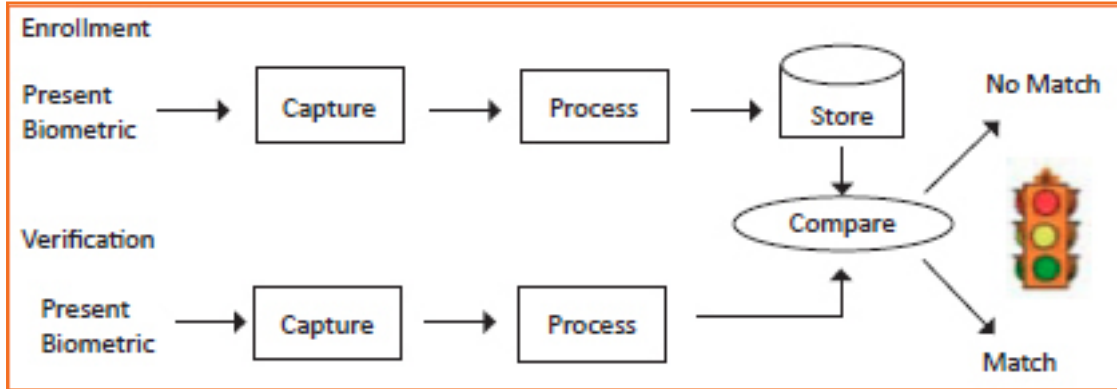 Enrollment
Present
Biometric
Capture
Process
Store
No Match
Compare
Verification
Present
Biometric
Capture
Process
Match